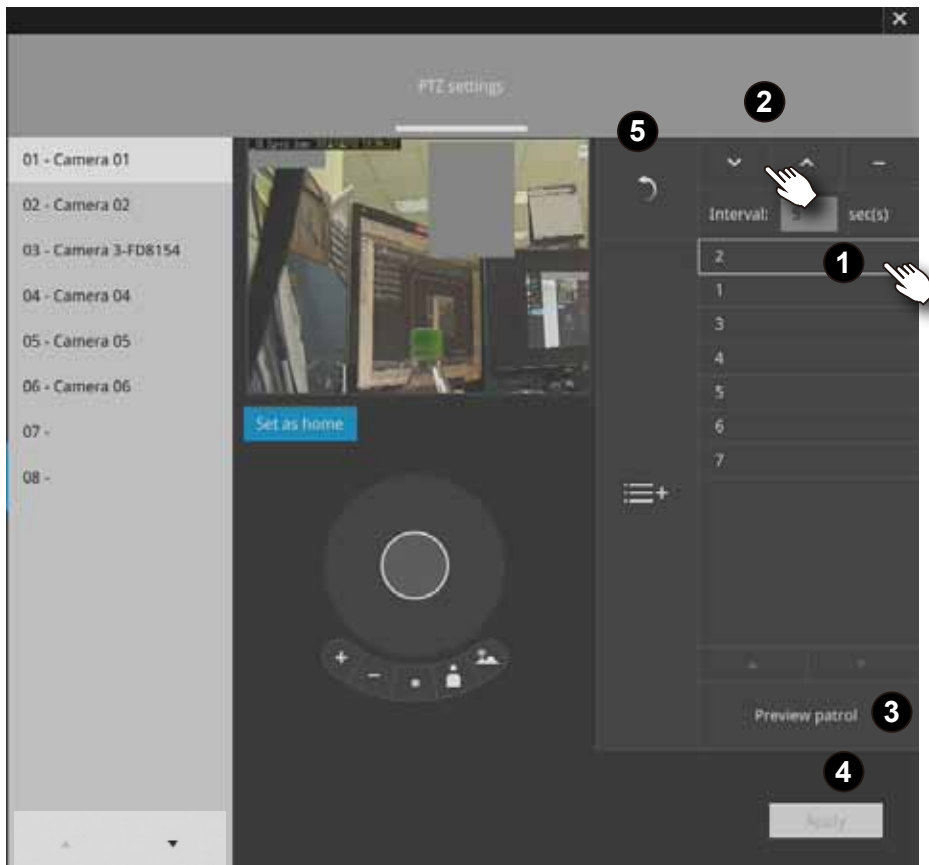 PTZ settings
2
5
01 - Camera 01
02 - Camera 02
03 - Camera 3-FD8154
04 - Camera 04
05 - Camera 05
06 - Camera 06
07 -
08 -
Set as home
Interval: 5 sec(s)
2
1
1
3
4
5
6
7
Preview patrol
3
4
Apply